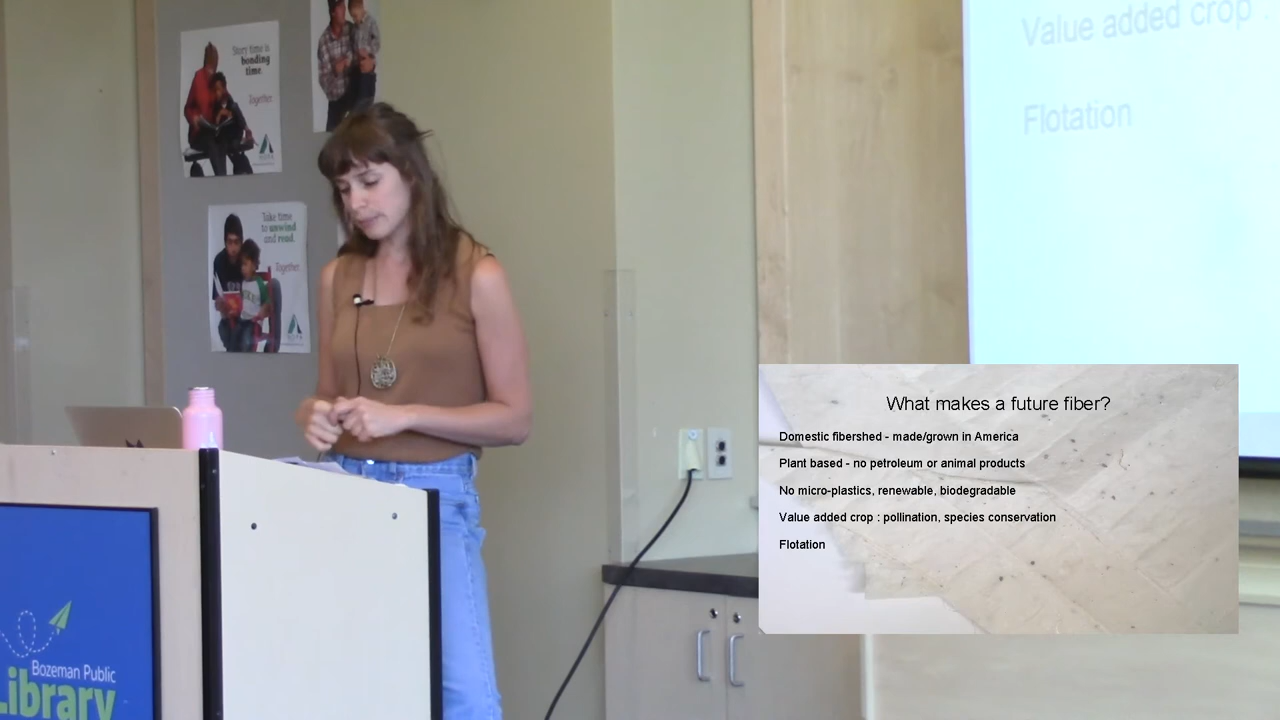 Story time is
bonding
time.
Together.
Take time
to unwind
and read.
Together.
Value added crop :
Flotation
What makes a future fiber?
Domestic fibershed - made/grown in America
Plant based - no petroleum or animal products
No micro-plastics, renewable, biodegradable
Value added crop : pollination, species conservation
Flotation
Bozeman Public
Library